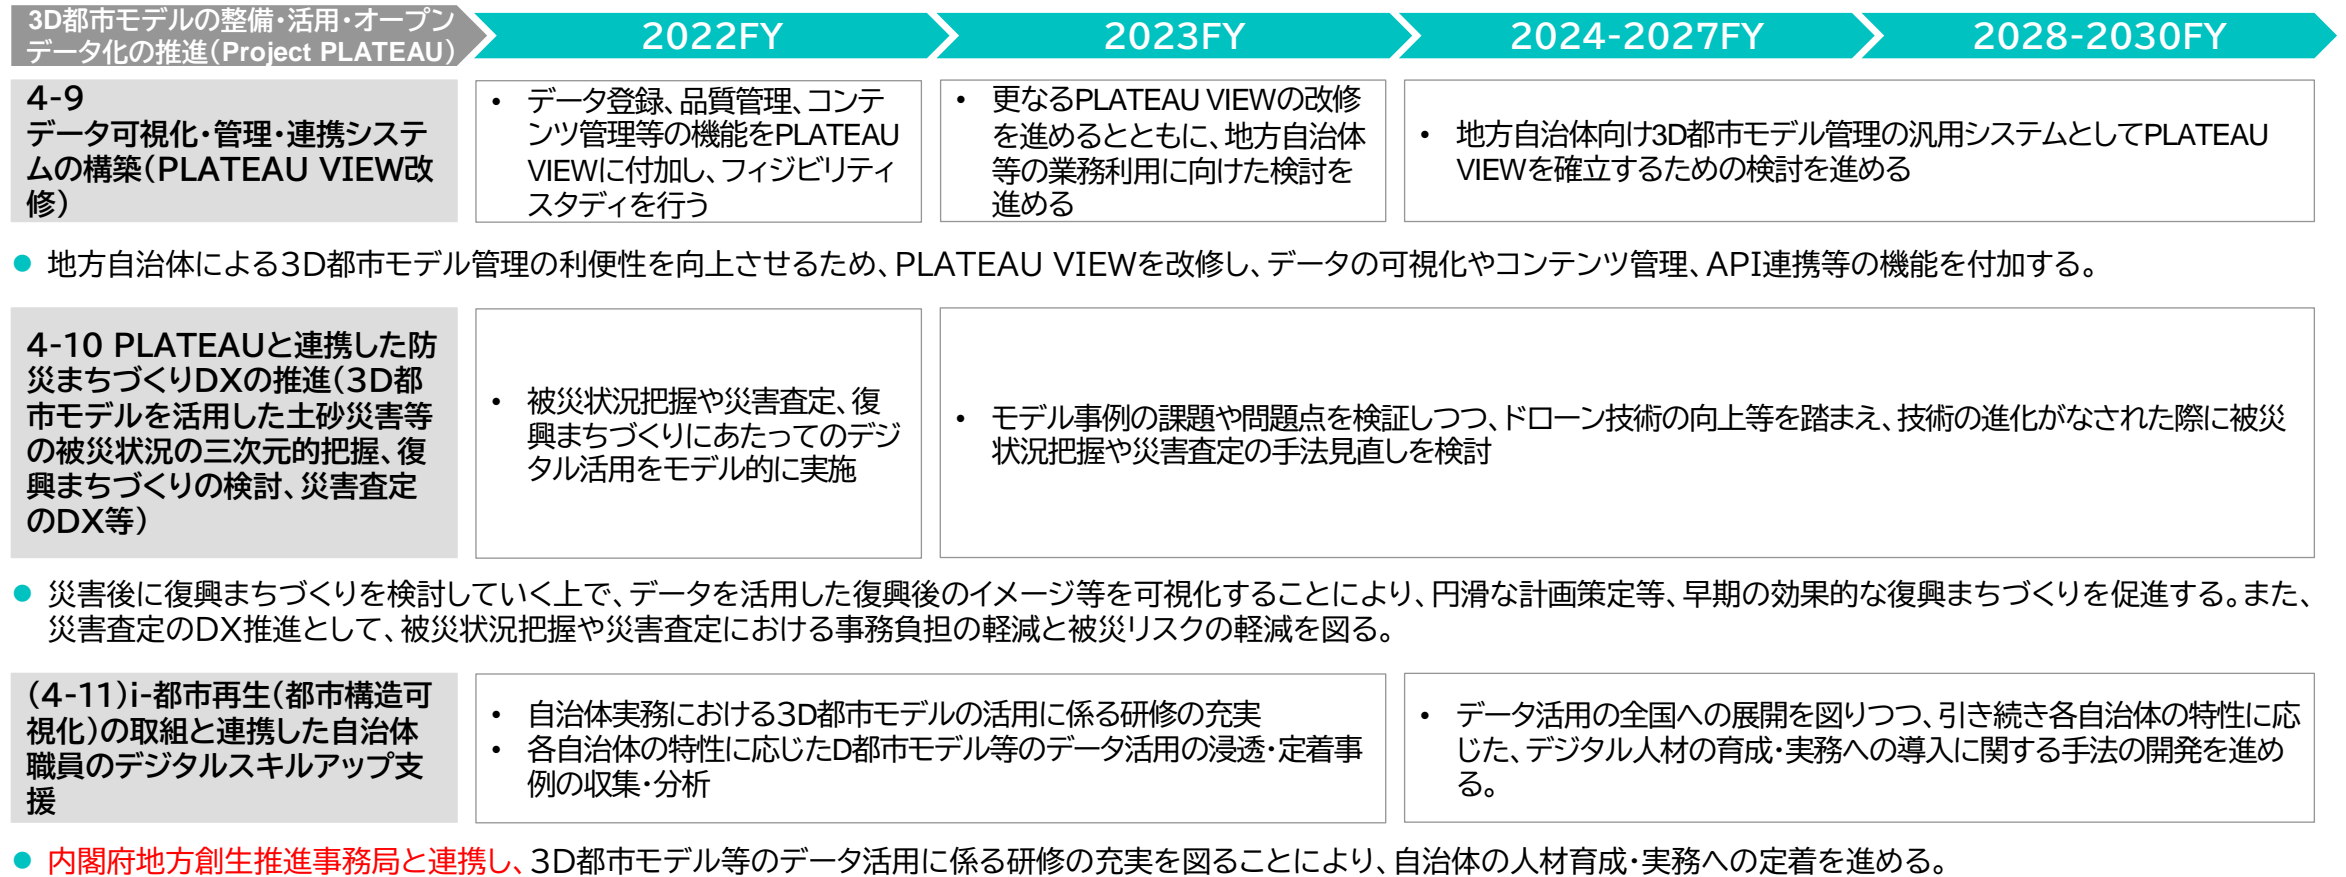 3D都市モデルの整備・活用・オープン
データ化の推進（Project PLATEAU）
2022FY
2023FY
2024-2027FY
2028-2030FY
4-9
データ可視化・管理・連携システ
ムの構築（PLATEAU VIEW改
修）
• データ登録、品質管理、コンテ
ンツ管理等の機能をPLATEAU
VIEWに付加し、フィジビリティ
スタディを行う
• 更なるPLATEAU VIEWの改修
を進めるとともに、地方自治体
等の業務利用に向けた検討を
進める
• 地方自治体向け3D都市モデル管理の汎用システムとしてPLATEAU
VIEWを確立するための検討を進める
● 地方自治体による3D都市モデル管理の利便性を向上させるため、PLATEAU VIEWを改修し、データの可視化やコンテンツ管理、API連携等の機能を付加する。
4-10 PLATEAUと連携した防
災まちづくりDXの推進（3D都
市モデルを活用した土砂災害等
の被災状況の三次元的把握、復
興まちづくりの検討、災害査定
のDX等）
• 被災状況把握や災害査定、復
興まちづくりにあたってのデジ
タル活用をモデル的に実施
• モデル事例の課題や問題点を検証しつつ、ドローン技術の向上等を踏まえ、技術の進化がなされた際に被災
状況把握や災害査定の手法見直しを検討
● 災害後に復興まちづくりを検討していく上で、データを活用した復興後のイメージ等を可視化することにより、円滑な計画策定等、早期の効果的な復興まちづくりを促進する。また、
災害査定のDX推進として、被災状況把握や災害査定における事務負担の軽減と被災リスクの軽減を図る。
（4-11）i-都市再生（都市構造可
視化）の取組と連携した自治体
職員のデジタルスキルアップ支
援
• 自治体実務における3D都市モデルの活用に係る研修の充実
• 各自治体の特性に応じたD都市モデル等のデータ活用の浸透・定着事
例の収集・分析
• データ活用の全国への展開を図りつつ、引き続き各自治体の特性に応
じた、デジタル人材の育成・実務への導入に関する手法の開発を進め
る。
● 内閣府地方創生推進事務局と連携し、3D都市モデル等のデータ活用に係る研修の充実を図ることにより、自治体の人材育成・実務への定着を進める。